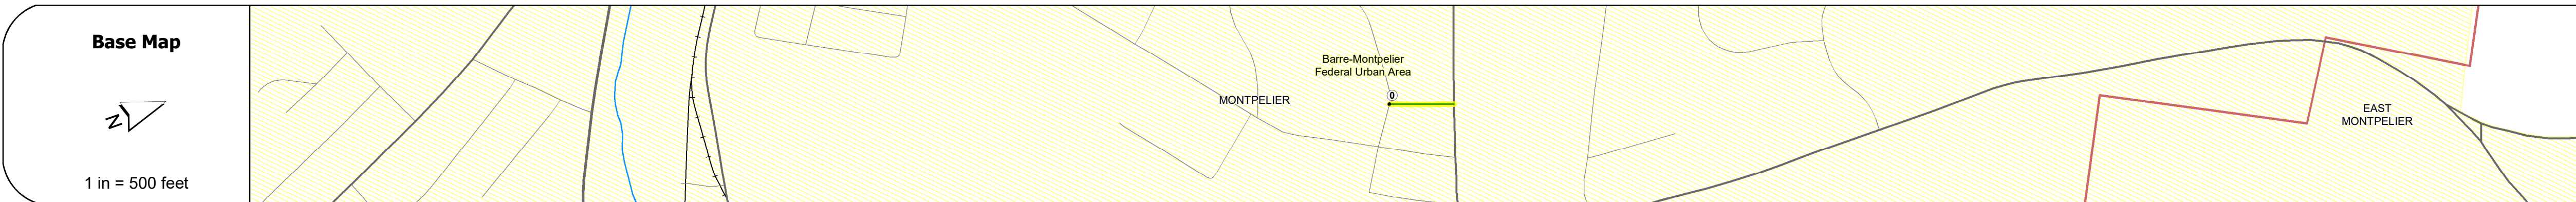 Base Map
N
1 in = 500 feet
Barre-Montpelier
Federal Urban Area
MONTPELIER
0
EAST
MONTPELIER